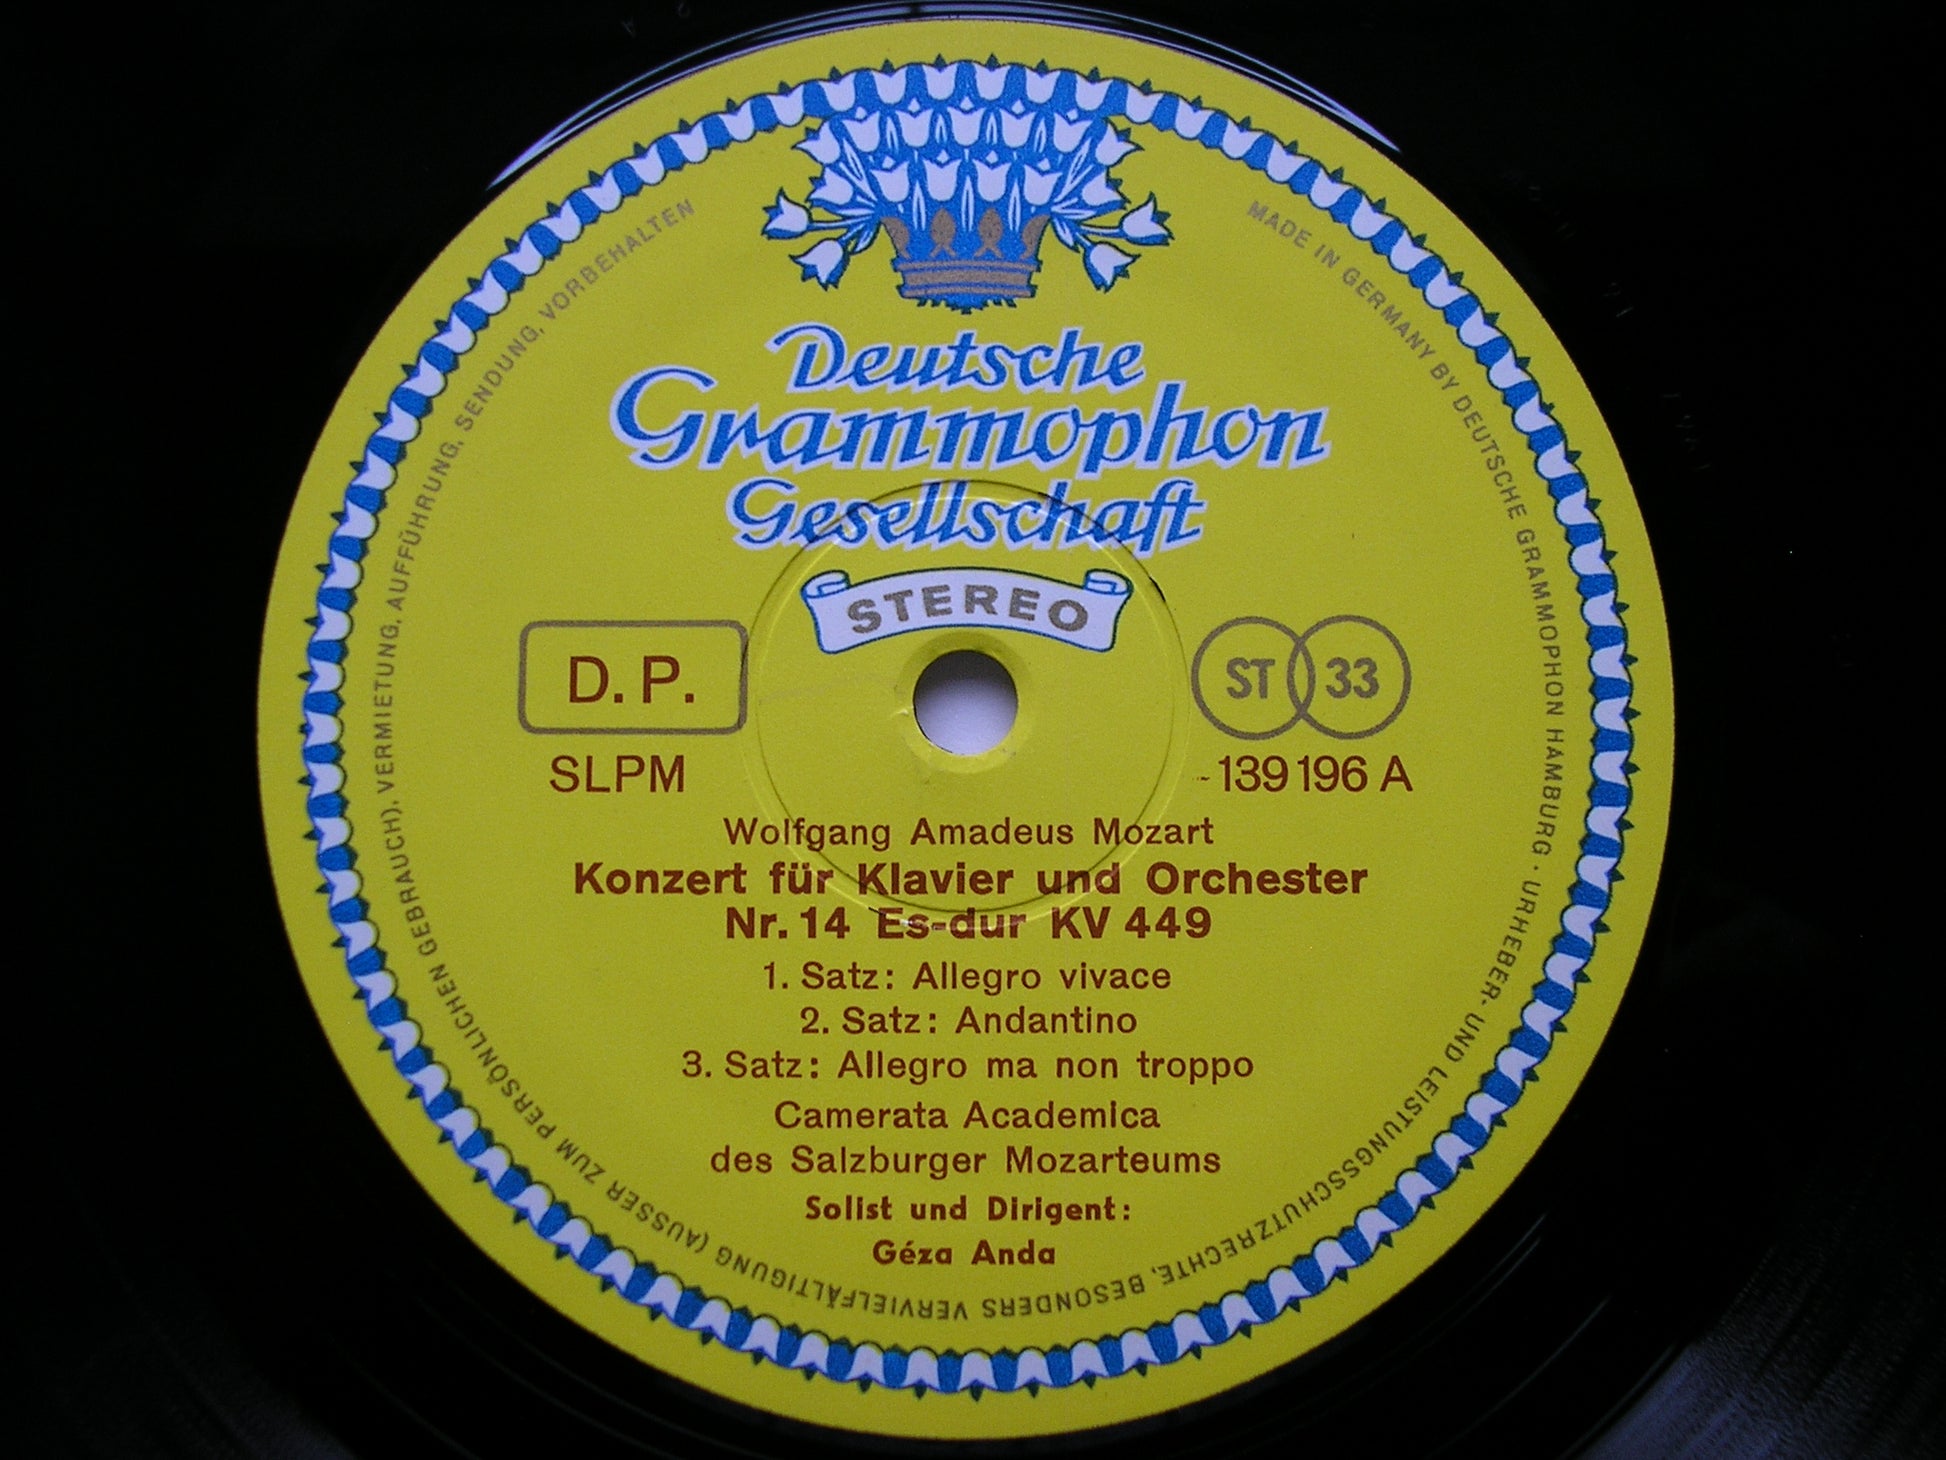 Deutsche
Grammophon
Gesellschaft
STEREO
D.P.
ST 33
SLPM
139 196 A
Wolfgang Amadeus Mozart
Konzert für Klavier und Orchester
Nr. 14 Es-dur KV 449
1. Satz: Allegro vivace
2. Satz: Andantino
3. Satz: Allegro ma non troppo
Camerata Academica
des Salzburger Mozarteums
Solist und Dirigent:
Géza Anda
MADE IN GERMANY BY DEUTSCHE GRAMMOPHON HAMBURG · URHEBER- UND LEISTUNGSSCHUTZRECHTE, BESONDERS VERVIELFÄLTIGUNG (AUSSER ZUM PERSÖNLICHEN GEBRAUCH), VERMIETUNG, AUFFÜHRUNG, SENDUNG, VORBEHALTEN